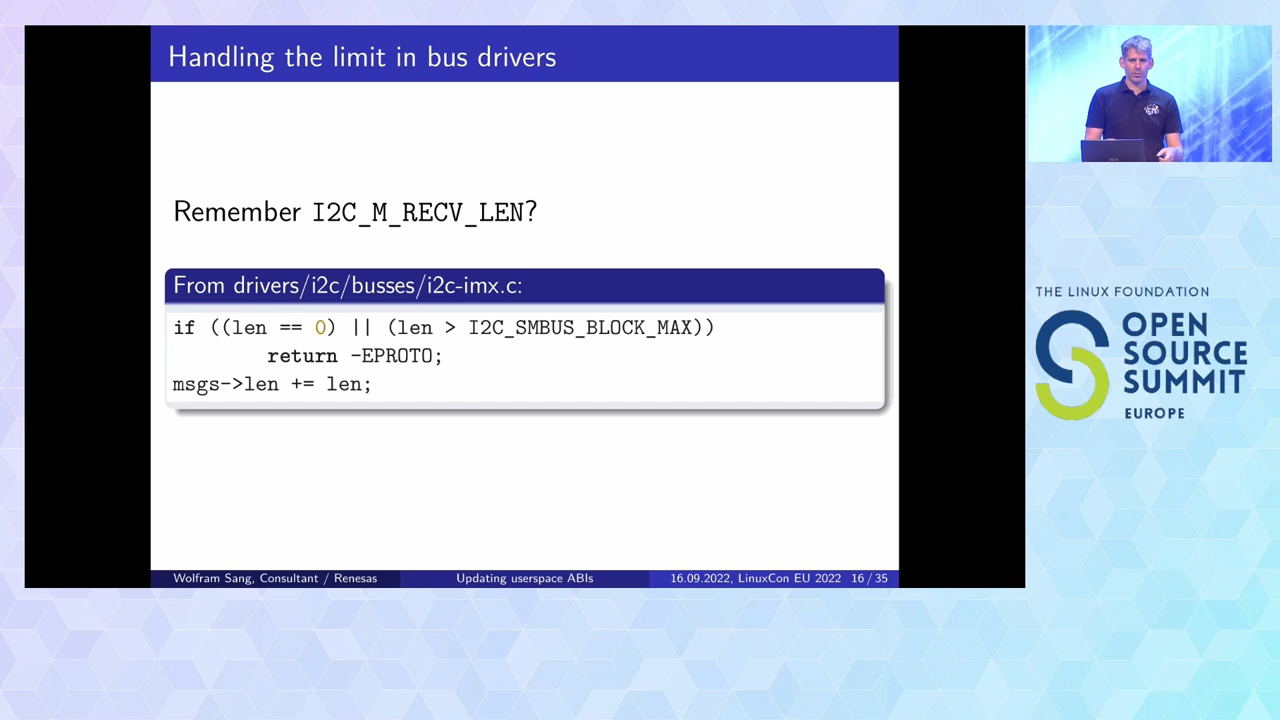 Handling the limit in bus drivers
Remember I2C_M_RECV_LEN?
From drivers/i2c/busses/i2c-imx.c:
if ((len == 0) || (len > I2C_SMBUS_BLOCK_MAX))
return -EPROTO;
msgs->len += len;
Wolfram Sang, Consultant / Renesas
Updating userspace ABIs
16.09.2022, LinuxCon EU 2022 16 / 35
THE LINUX FOUNDATION
OPEN
SOURCE
SUMMIT
EUROPE